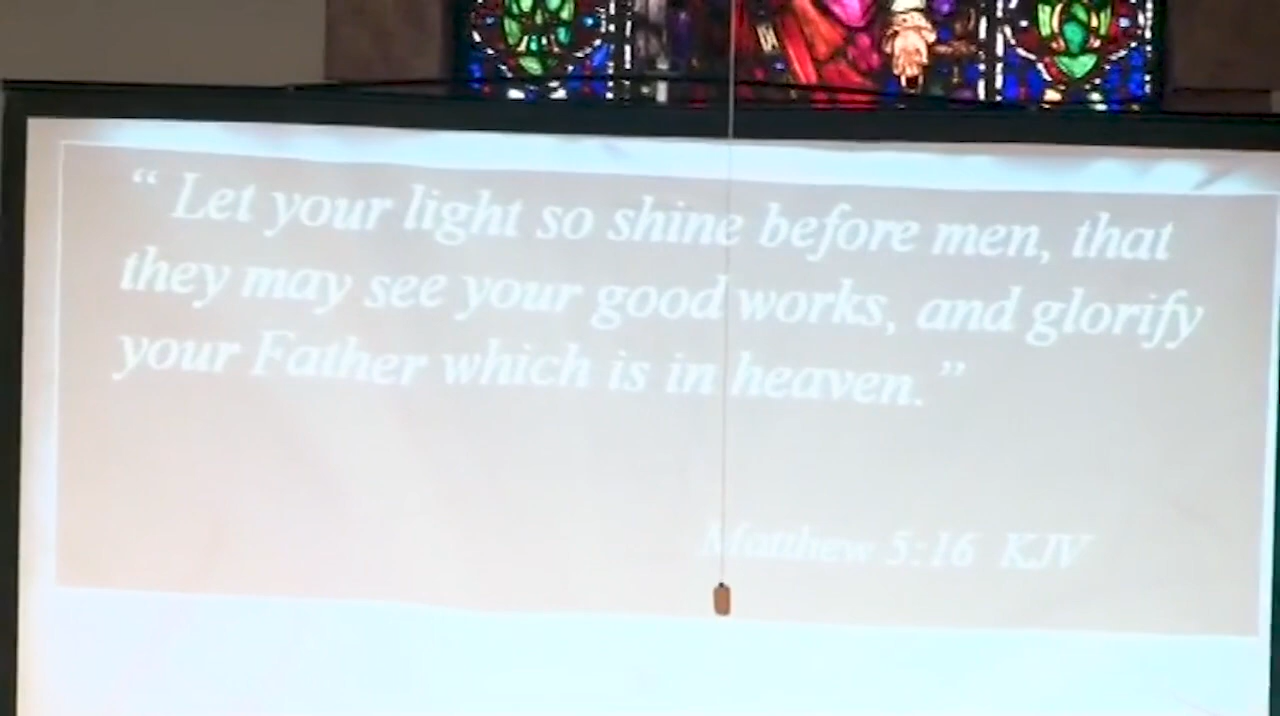 “ Let your light so shine before men, that
they may see your good works, and glorify
your Father which is in heaven. ”
Matthew 5:16 KJV